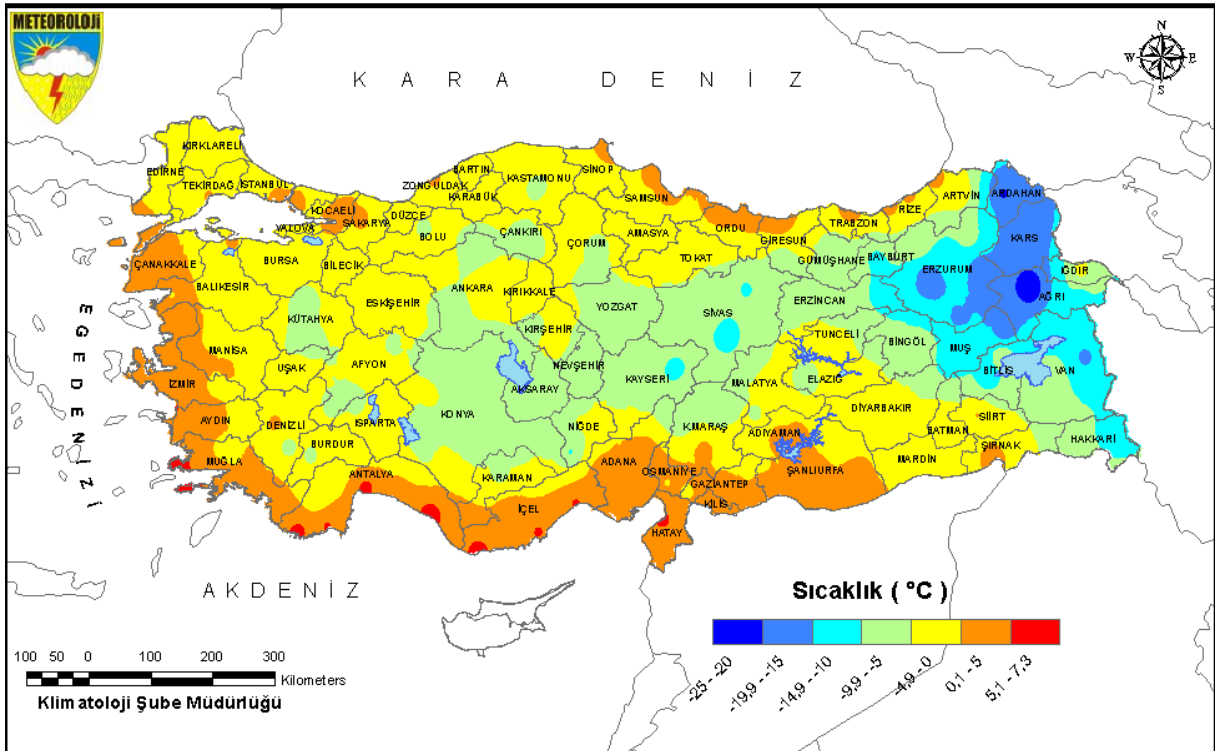 METEOROLOJİ
N
W E
S
K A R A D E N İ Z
KIRKLARELİ
EDİRNE
TEKİRDAĞ
İSTANBUL
KOCAELİ
SAKARYA
YALOVA
DÜZCE
ZONGULDAK
BARTIN
KARABÜK
KASTAMONU
SİNOP
SAMSUN
ORDU
GİRESUN
TRABZON
RİZE
ARTVİN
ARDAHAN
KARS
IĞDIR
AĞRI
ERZURUM
BAYBURT
GÜMÜŞHANE
ERZİNCAN
TOKAT
AMASYA
ÇORUM
ÇANKIRI
BOLU
BİLECİK
BURSA
BALIKESİR
ÇANAKKALE
KÜTAHYA
ESKİŞEHİR
ANKARA
KIRIKKALE
YOZGAT
SİVAS
TUNCELİ
BİNGÖL
MUŞ
BİTLİS
VAN
HAKKARİ
SİİRT
ŞIRNAK
BATMAN
MARDİN
DİYARBAKIR
ELAZIĞ
MALATYA
ADIYAMAN
ŞANLIURFA
K.MARAŞ
KAYSERİ
NEVŞEHİR
KIRŞEHİR
AKSARAY
KONYA
NİĞDE
KARAMAN
AFYON
UŞAK
MANİSA
İZMİR
AYDIN
DENİZLİ
ISPARTA
BURDUR
MUĞLA
ANTALYA
İÇEL
ADANA
OSMANİYE
GAZİANTEP
KİLİS
HATAY
E G E D E N İ Z İ
A K D E N İ Z
Sıcaklık ( °C )
-25 - -20
-19,9 - -15
-14,9 - -10
-9,9 - -5
-4,9 - 0
0,1 - 5
5,1 - 7,3
100 50 0 100 200 300
Kilometers
Klimatoloji Şube Müdürlüğü